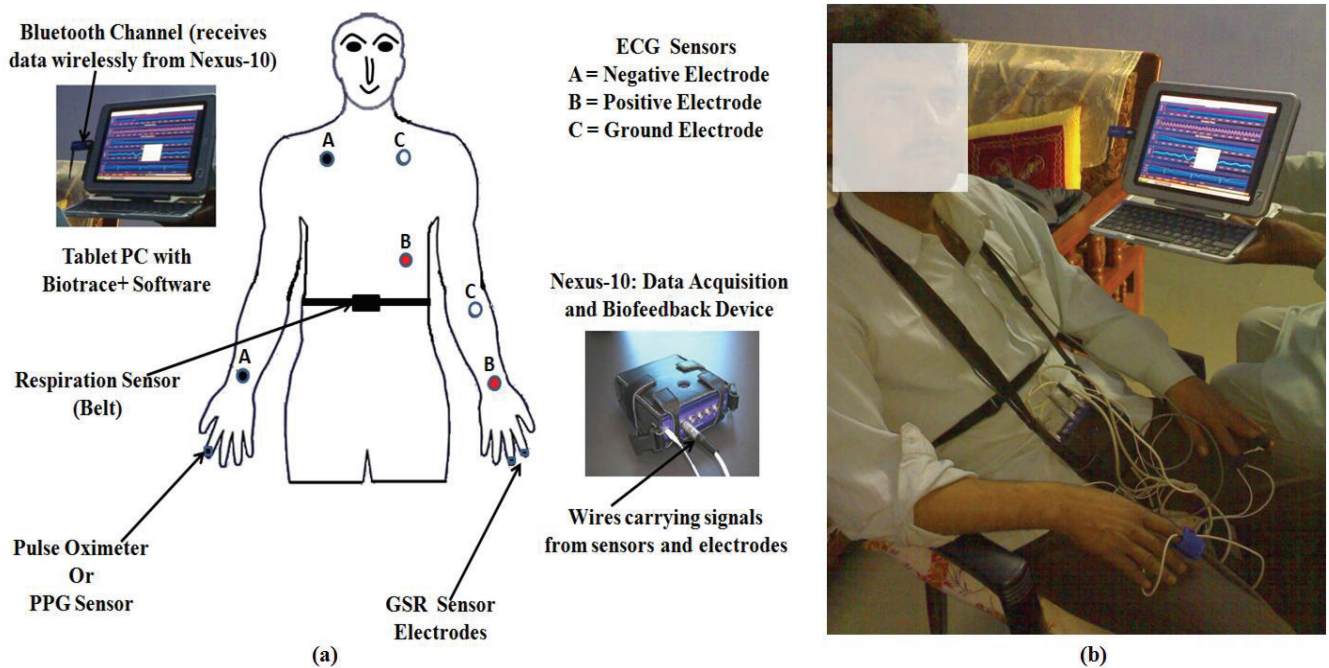 Bluetooth Channel (receives
data wirelessly from Nexus-10)
Tablet PC with
Biotrace+ Software
Respiration Sensor
(Belt)
Pulse Oximeter
Or
PPG Sensor
A
C
B
C
A
B
ECG Sensors
A = Negative Electrode
B = Positive Electrode
C = Ground Electrode
Nexus-10: Data Acquisition
and Biofeedback Device
Wires carrying signals
from sensors and electrodes
GSR Sensor
Electrodes
(a)
(b)